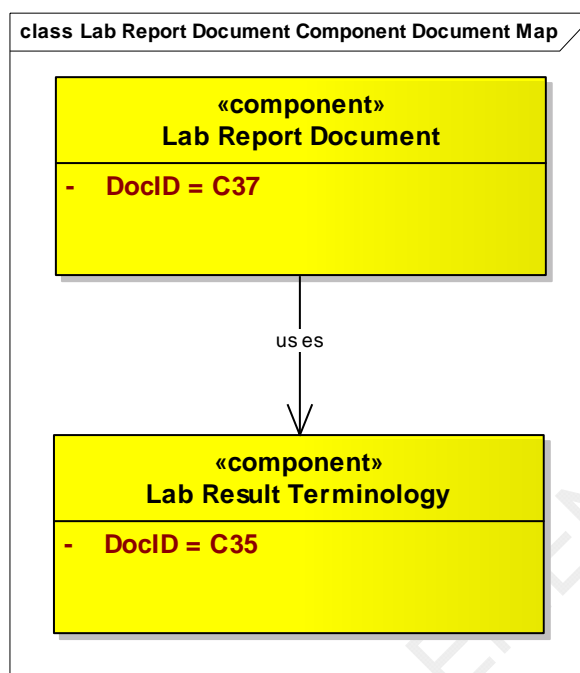 class Lab Report Document Component Document Map
«component»
Lab Report Document
- DocID = C37
uses
«component»
Lab Result Terminology
- DocID = C35